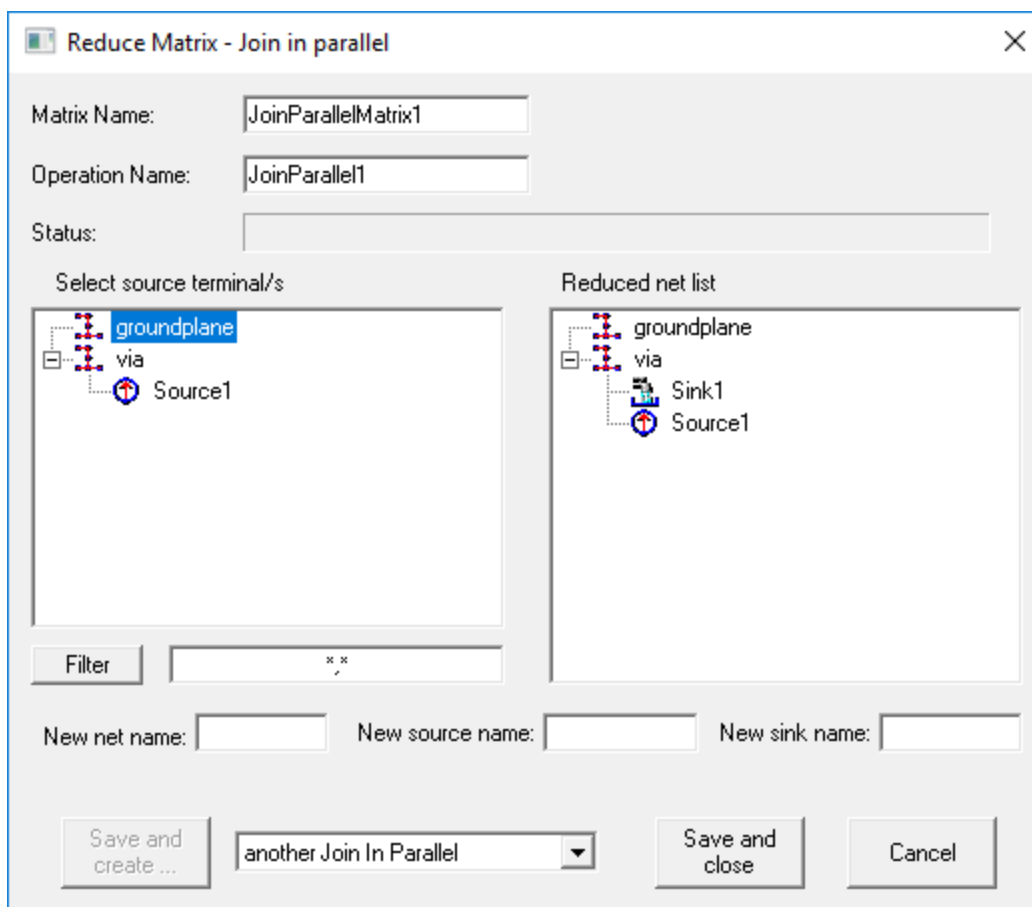 Reduce Matrix - Join in parallel
Matrix Name: JoinParallelMatrix1
Operation Name: JoinParallel1
Status:
Select source terminal/s
Reduced net list
groundplane
via
Source1
groundplane
via
Sink1
Source1
Filter
*,*
New net name:
New source name:
New sink name:
Save and
create ...
another Join In Parallel
Save and
close
Cancel